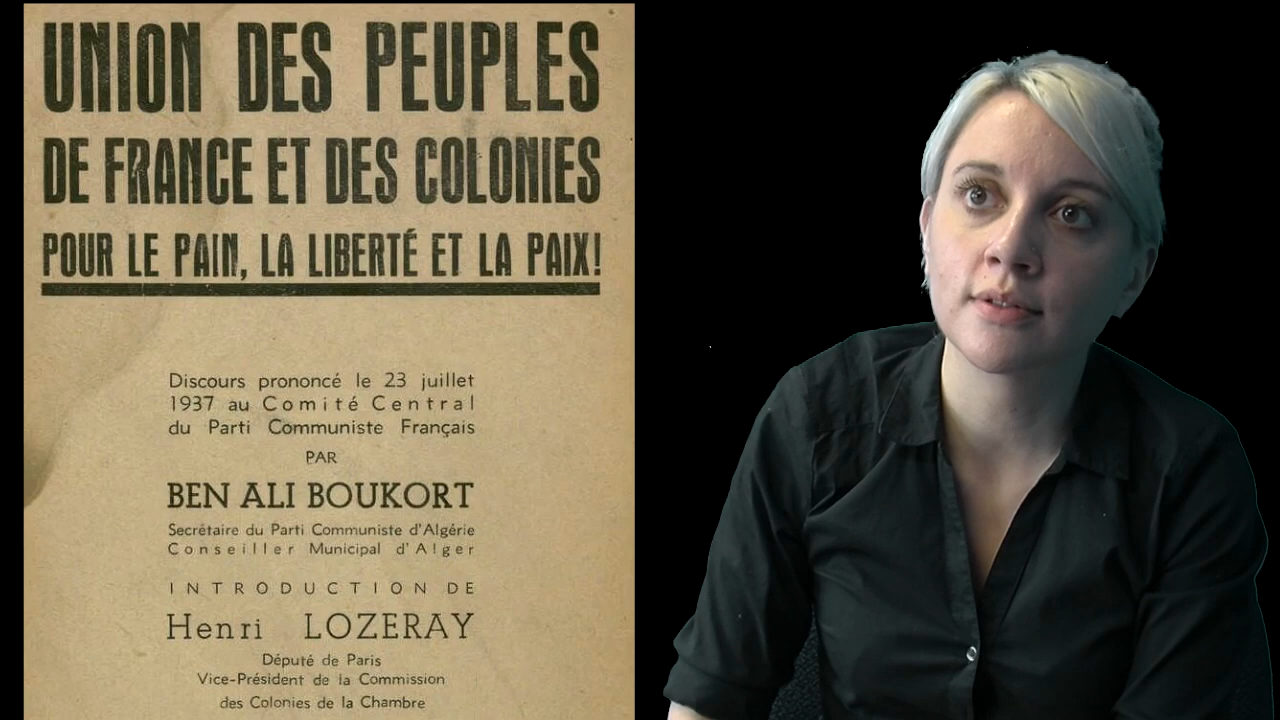 UNION DES PEUPLES
DE FRANCE ET DES COLONIES
POUR LE PAIN, LA LIBERTÉ ET LA PAIX!
Discours prononcé le 23 juillet
1937 au Comité Central
du Parti Communiste Français
PAR
BEN ALI BOUKORT
Secrétaire du Parti Communiste d'Algérie
Conseiller Municipal d'Alger
INTRODUCTION DE
Henri LOZERAY
Député de Paris
Vice-Président de la Commission
des Colonies de la Chambre